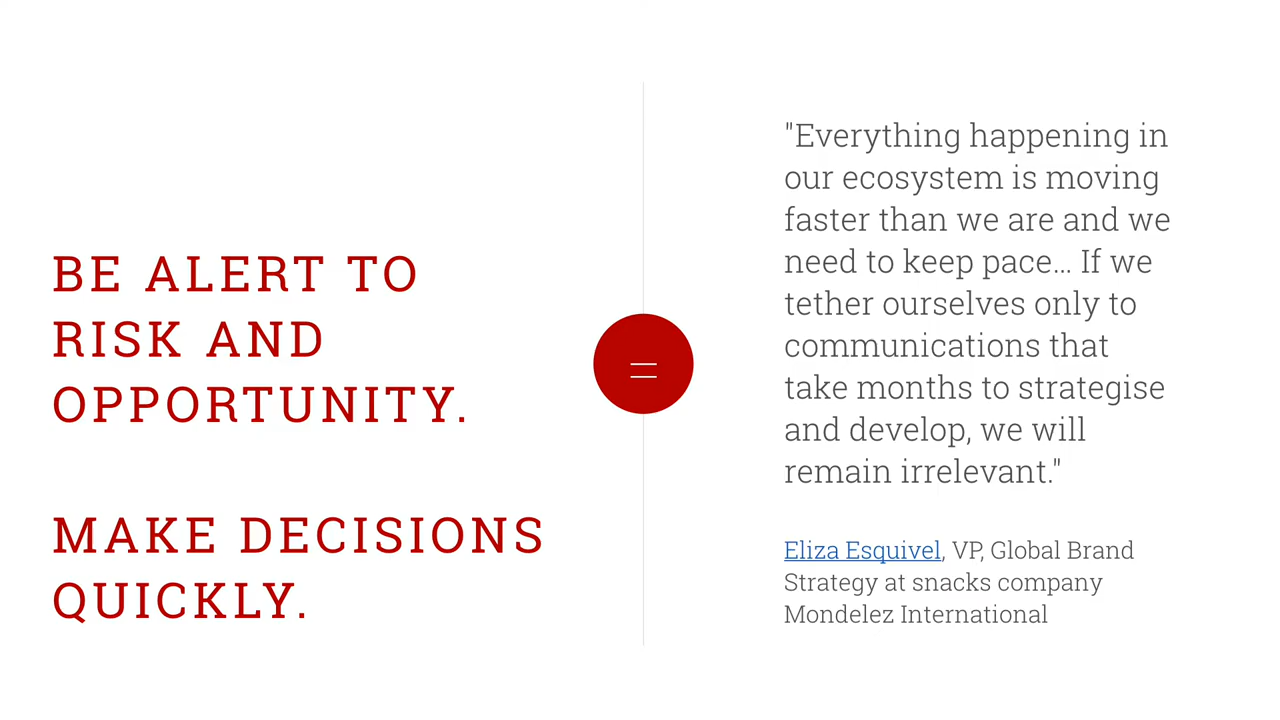 BE ALERT TO
RISK AND
OPPORTUNITY.
MAKE DECISIONS
QUICKLY.
"Everything happening in
our ecosystem is moving
faster than we are and we
need to keep pace... If we
tether ourselves only to
communications that
take months to strategise
and develop, we will
remain irrelevant."
Eliza Esquivel, VP, Global Brand
Strategy at snacks company
Mondelez International